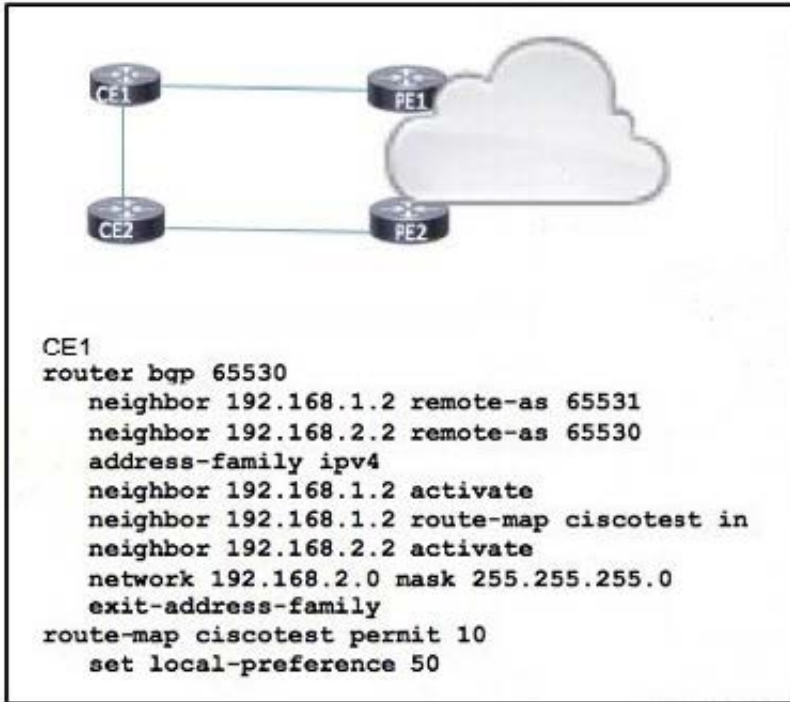 CE1
PE1
CE2
PE2
CE1
router bgp 65530
neighbor 192.168.1.2 remote-as 65531
neighbor 192.168.2.2 remote-as 65530
address-family ipv4
neighbor 192.168.1.2 activate
neighbor 192.168.1.2 route-map ciscotest in
neighbor 192.168.2.2 activate
network 192.168.2.0 mask 255.255.255.0
exit-address-family
route-map ciscotest permit 10
set local-preference 50